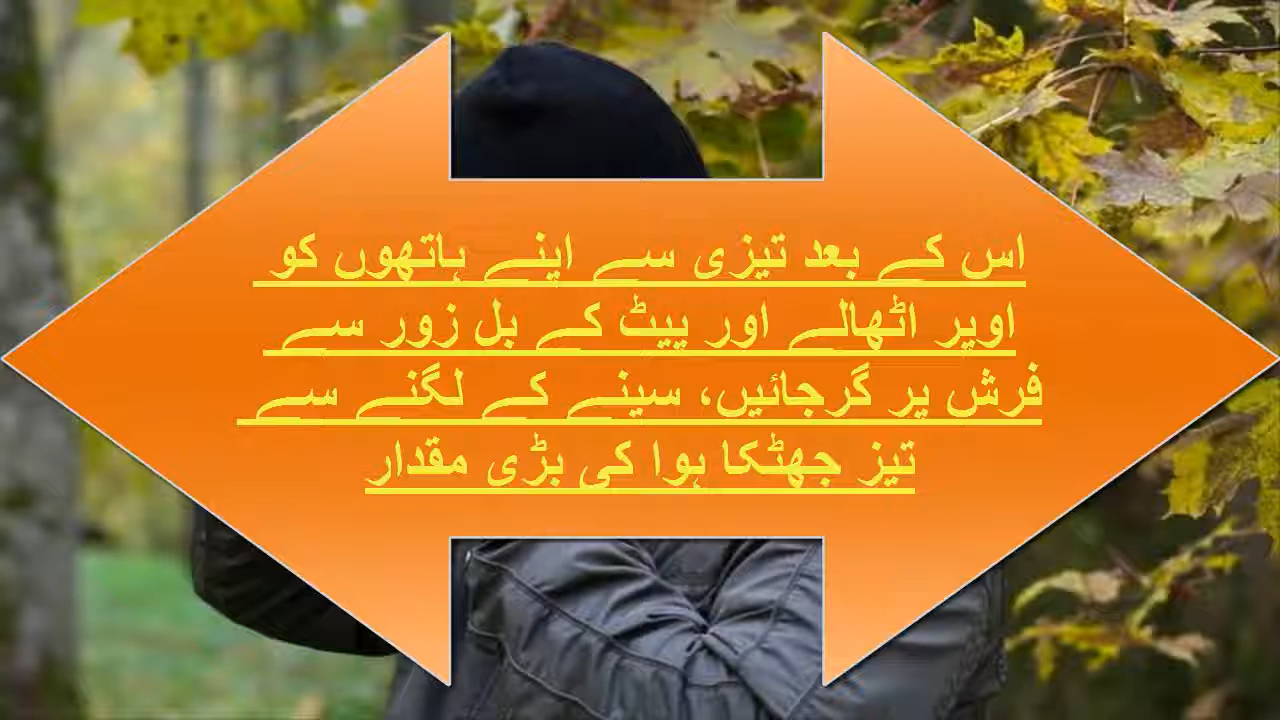 اس کے بعد تیزی سے اپنے ہاتھوں کو
اوپر اٹھالے اور پیٹ کے بل زور سے
فرش پر گرجائیں، سینے کے لگنے سے
تیز جھٹکا ہوا کی بڑی مقدار